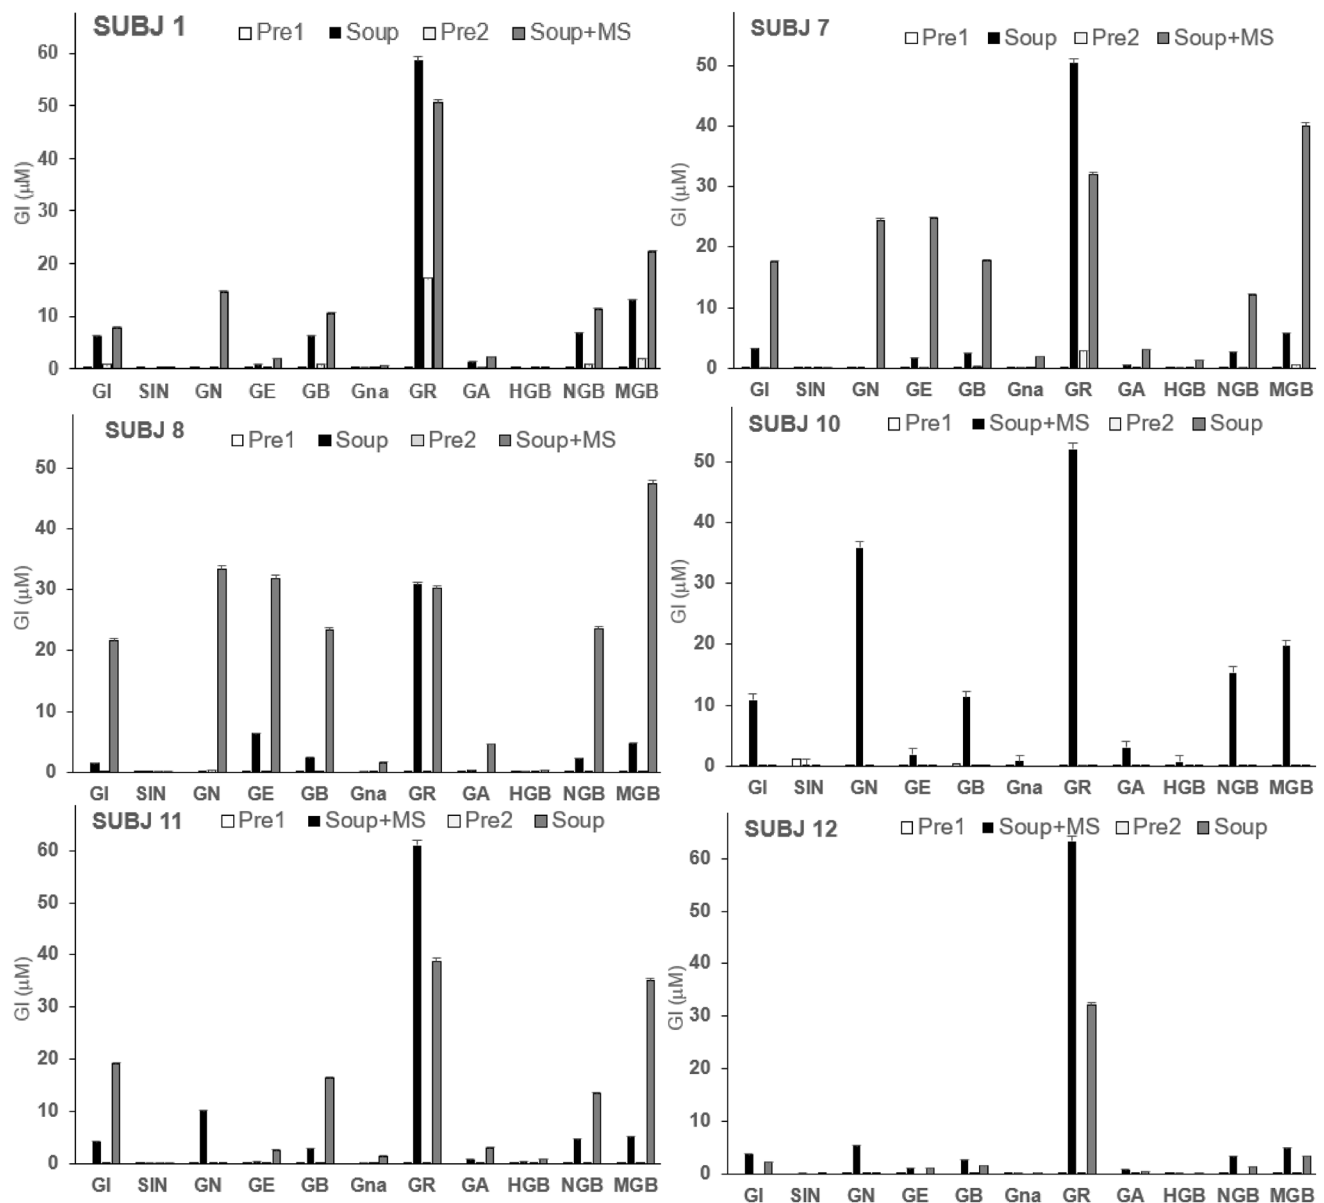 SUBJ 1
Pre1 Soup Pre2 Soup+MS
GI (µM)
60
50
40
30
20
10
0
GI SIN GN GE GB Gna GR GA HGB NGB MGB
SUBJ 7
Pre1 Soup Pre2 Soup+MS
GI (µM)
50
40
30
20
10
0
GI SIN GN GE GB Gna GR GA HGB NGB MGB
SUBJ 8
Pre1 Soup Pre2 Soup+MS
GI (µM)
50
40
30
20
10
0
GI SIN GN GE GB Gna GR GA HGB NGB MGB
SUBJ 10
Pre1 Soup+MS Pre2 Soup
GI (µM)
50
40
30
20
10
0
GI SIN GN GE GB Gna GR GA HGB NGB MGB
SUBJ 11
Pre1 Soup+MS Pre2 Soup
GI (µM)
60
50
40
30
20
10
0
GI SIN GN GE GB Gna GR GA HGB NGB MGB
SUBJ 12
Pre1 Soup+MS Pre2 Soup
GI (µM)
60
50
40
30
20
10
0
GI SIN GN GE GB Gna GR GA HGB NGB MGB